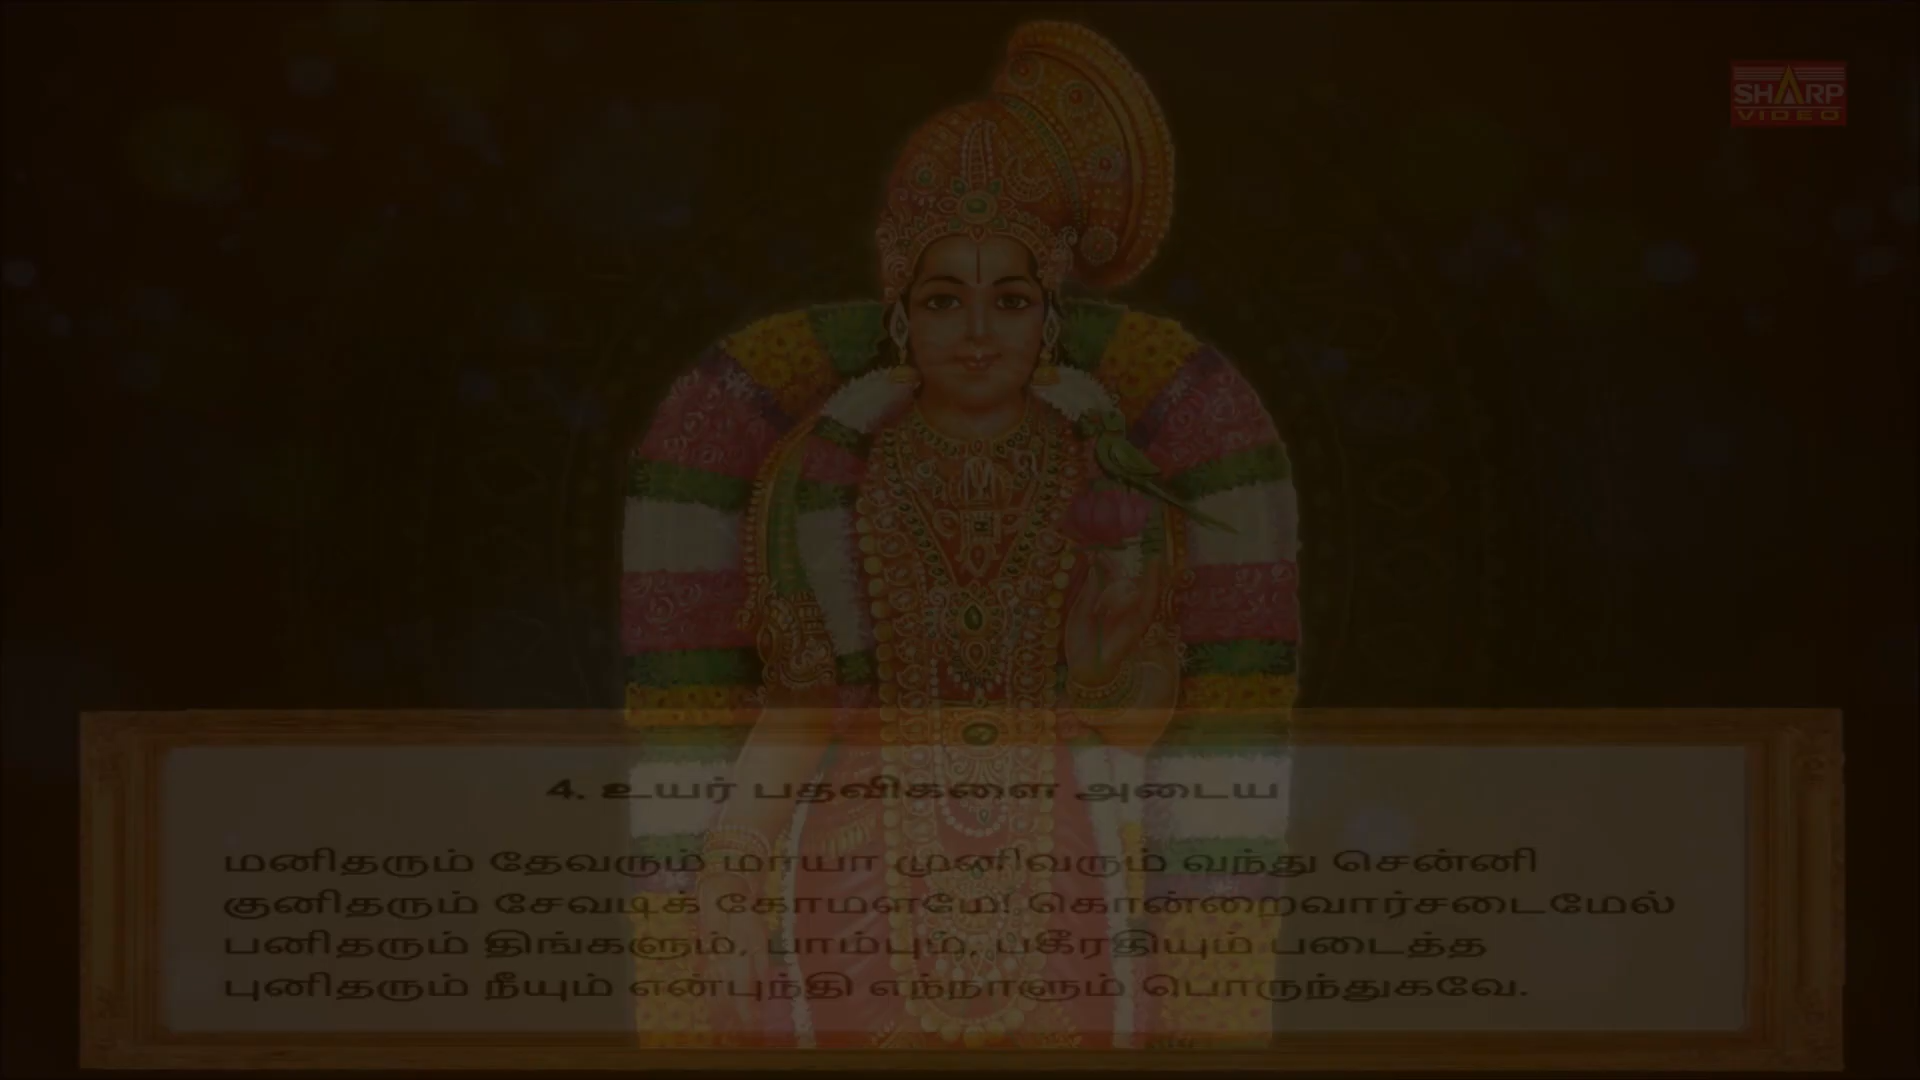 SHARP
VIDEO
4. உயர் பதவிகளை அடைய
மனிதரும் தேவரும் மாயா முனிவரும் வந்து சென்னி
குனிதரும் சேவடிக் கோமளமே! கொன்றைவார்சடைமேல்
பனிதரும் திங்களும், பாம்பும், பகீரதியும் படைத்த
புனிதரும் நீயும் என்புந்தி எந்நாளும் பொருந்துகவே.